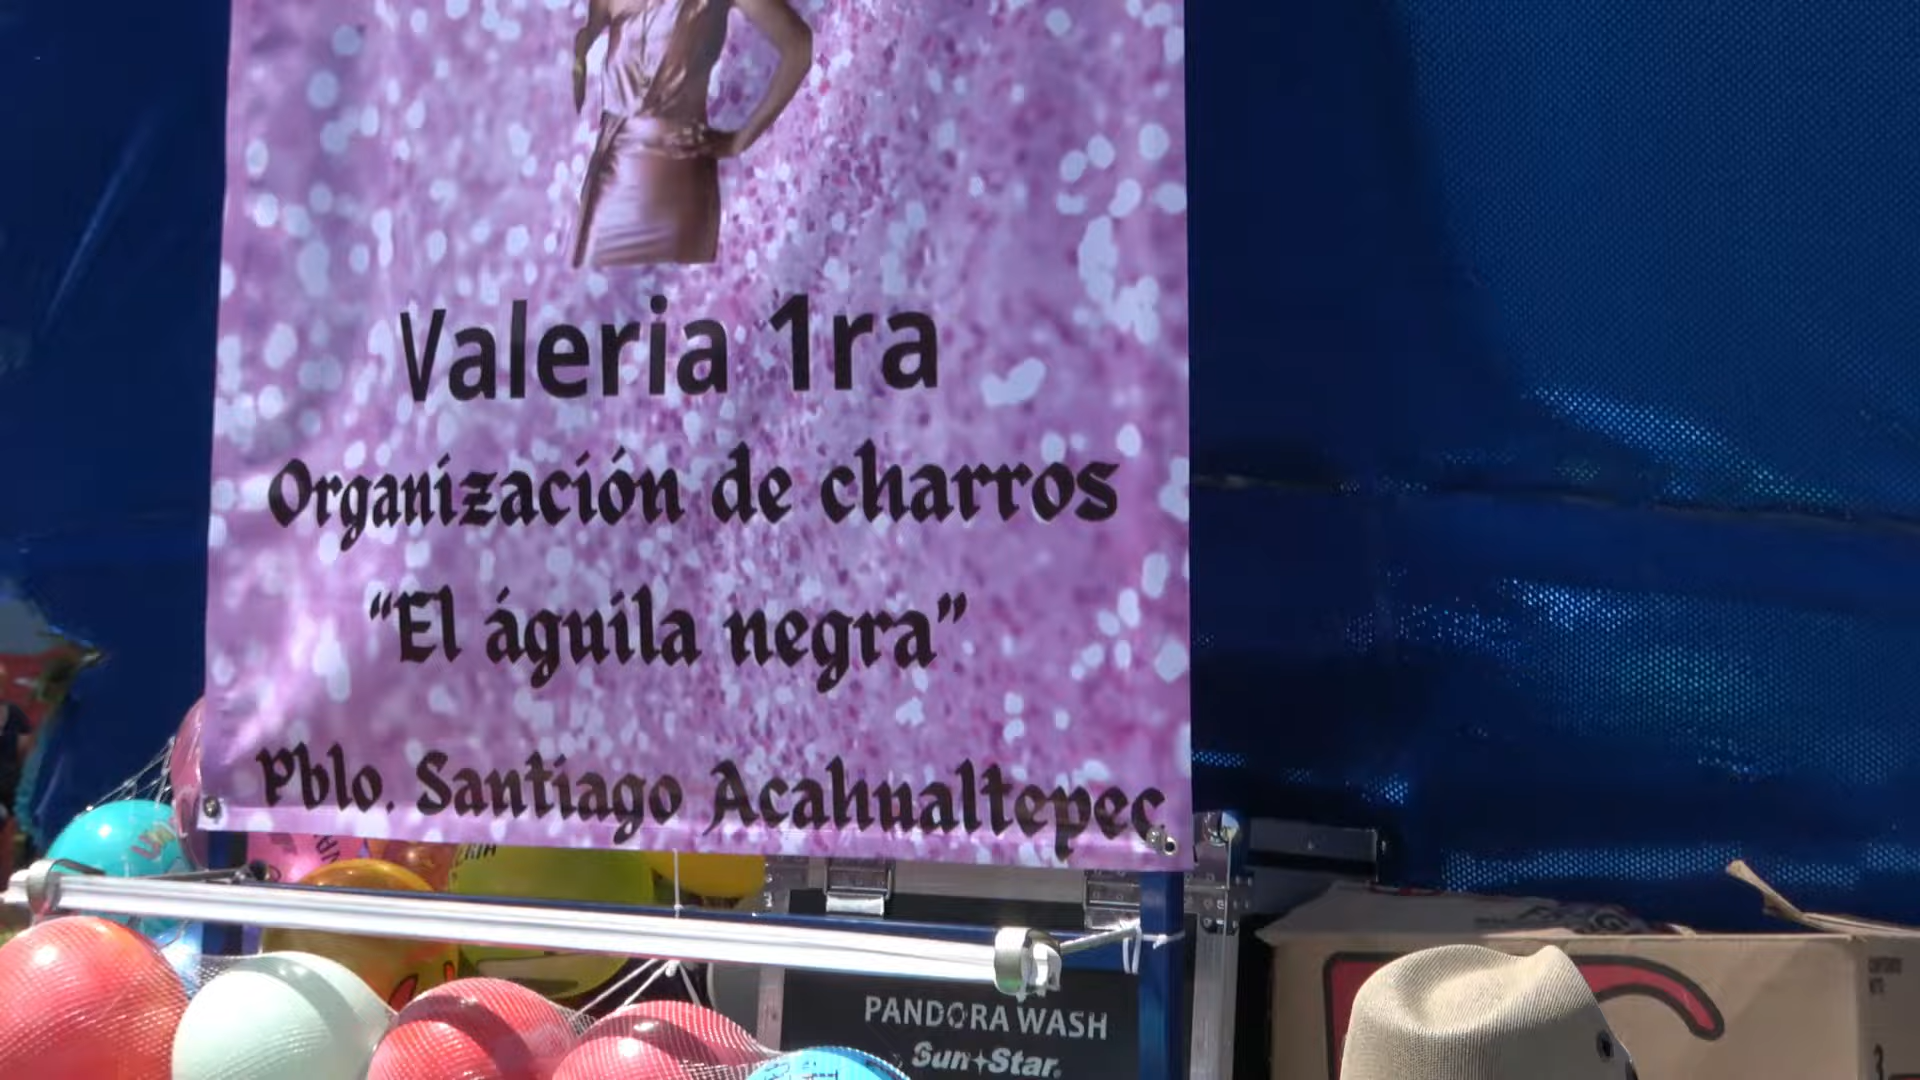 Valeria 1ra
Organización de charros
“El águila negra”
Pblo. Santiago Acahualtepec
PANDORA WASH
Sun Star.